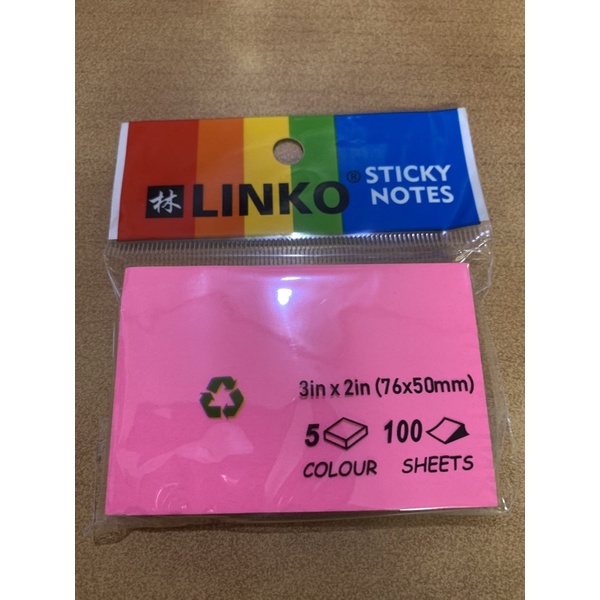 林 LINKO® STICKY
NOTES
3in x 2in (76x50mm)
5 100
COLOUR SHEETS